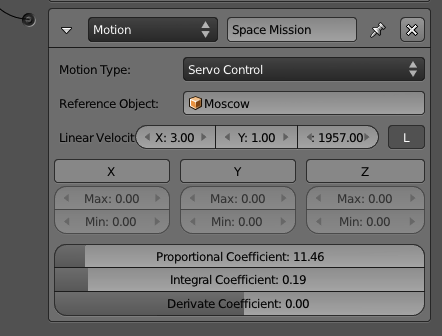 Motion Space Mission
Motion Type: Servo Control
Reference Object: Moscow
Linear Velocit X: 3.00 Y: 1.00 : 1957.00 L
X Y Z
Max: 0.00 Max: 0.00 Max: 0.00
Min: 0.00 Min: 0.00 Min: 0.00
Proportional Coefficient: 11.46
Integral Coefficient: 0.19
Derivate Coefficient: 0.00